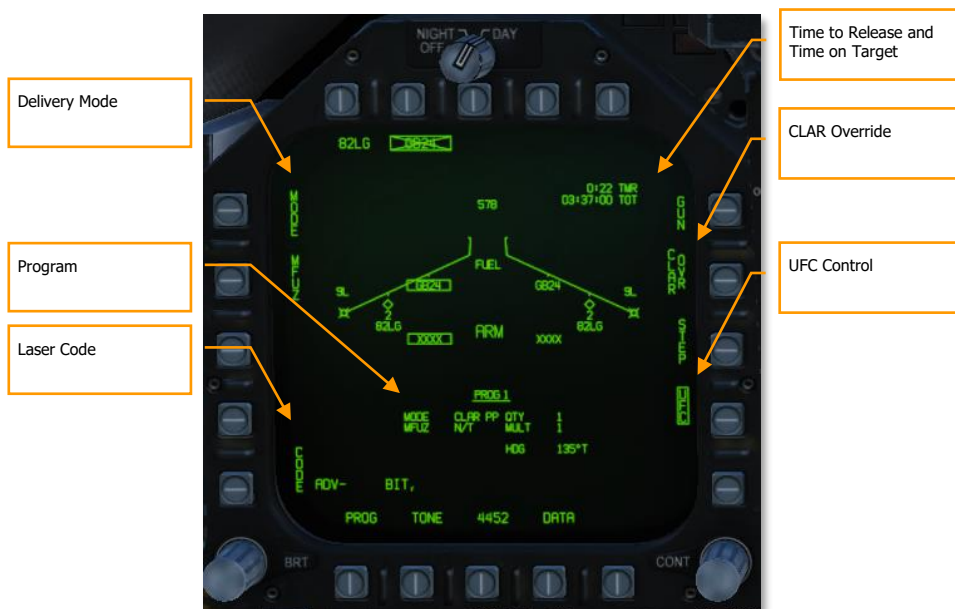 Delivery Mode
Program
Laser Code
Time to Release and
Time on Target
CLAR Override
UFC Control
NIGHT DAY
OFF
82LG GB24
0:22 TMR
03:37:00 TOT
MODE
578
GUN
MFUZ
FUEL
CLAR OVR
GB24 GB24
9L 9L
2 2
82LG 82LG
STEP
XXXX ARM XXXX
UFC
PROG 1
MODE CLAR PP QTY 1
MFUZ N/T MULT 1
HDG 135°T
CODE
ADV- BIT,
PROG TONE 4452 DATA
BRT CONT